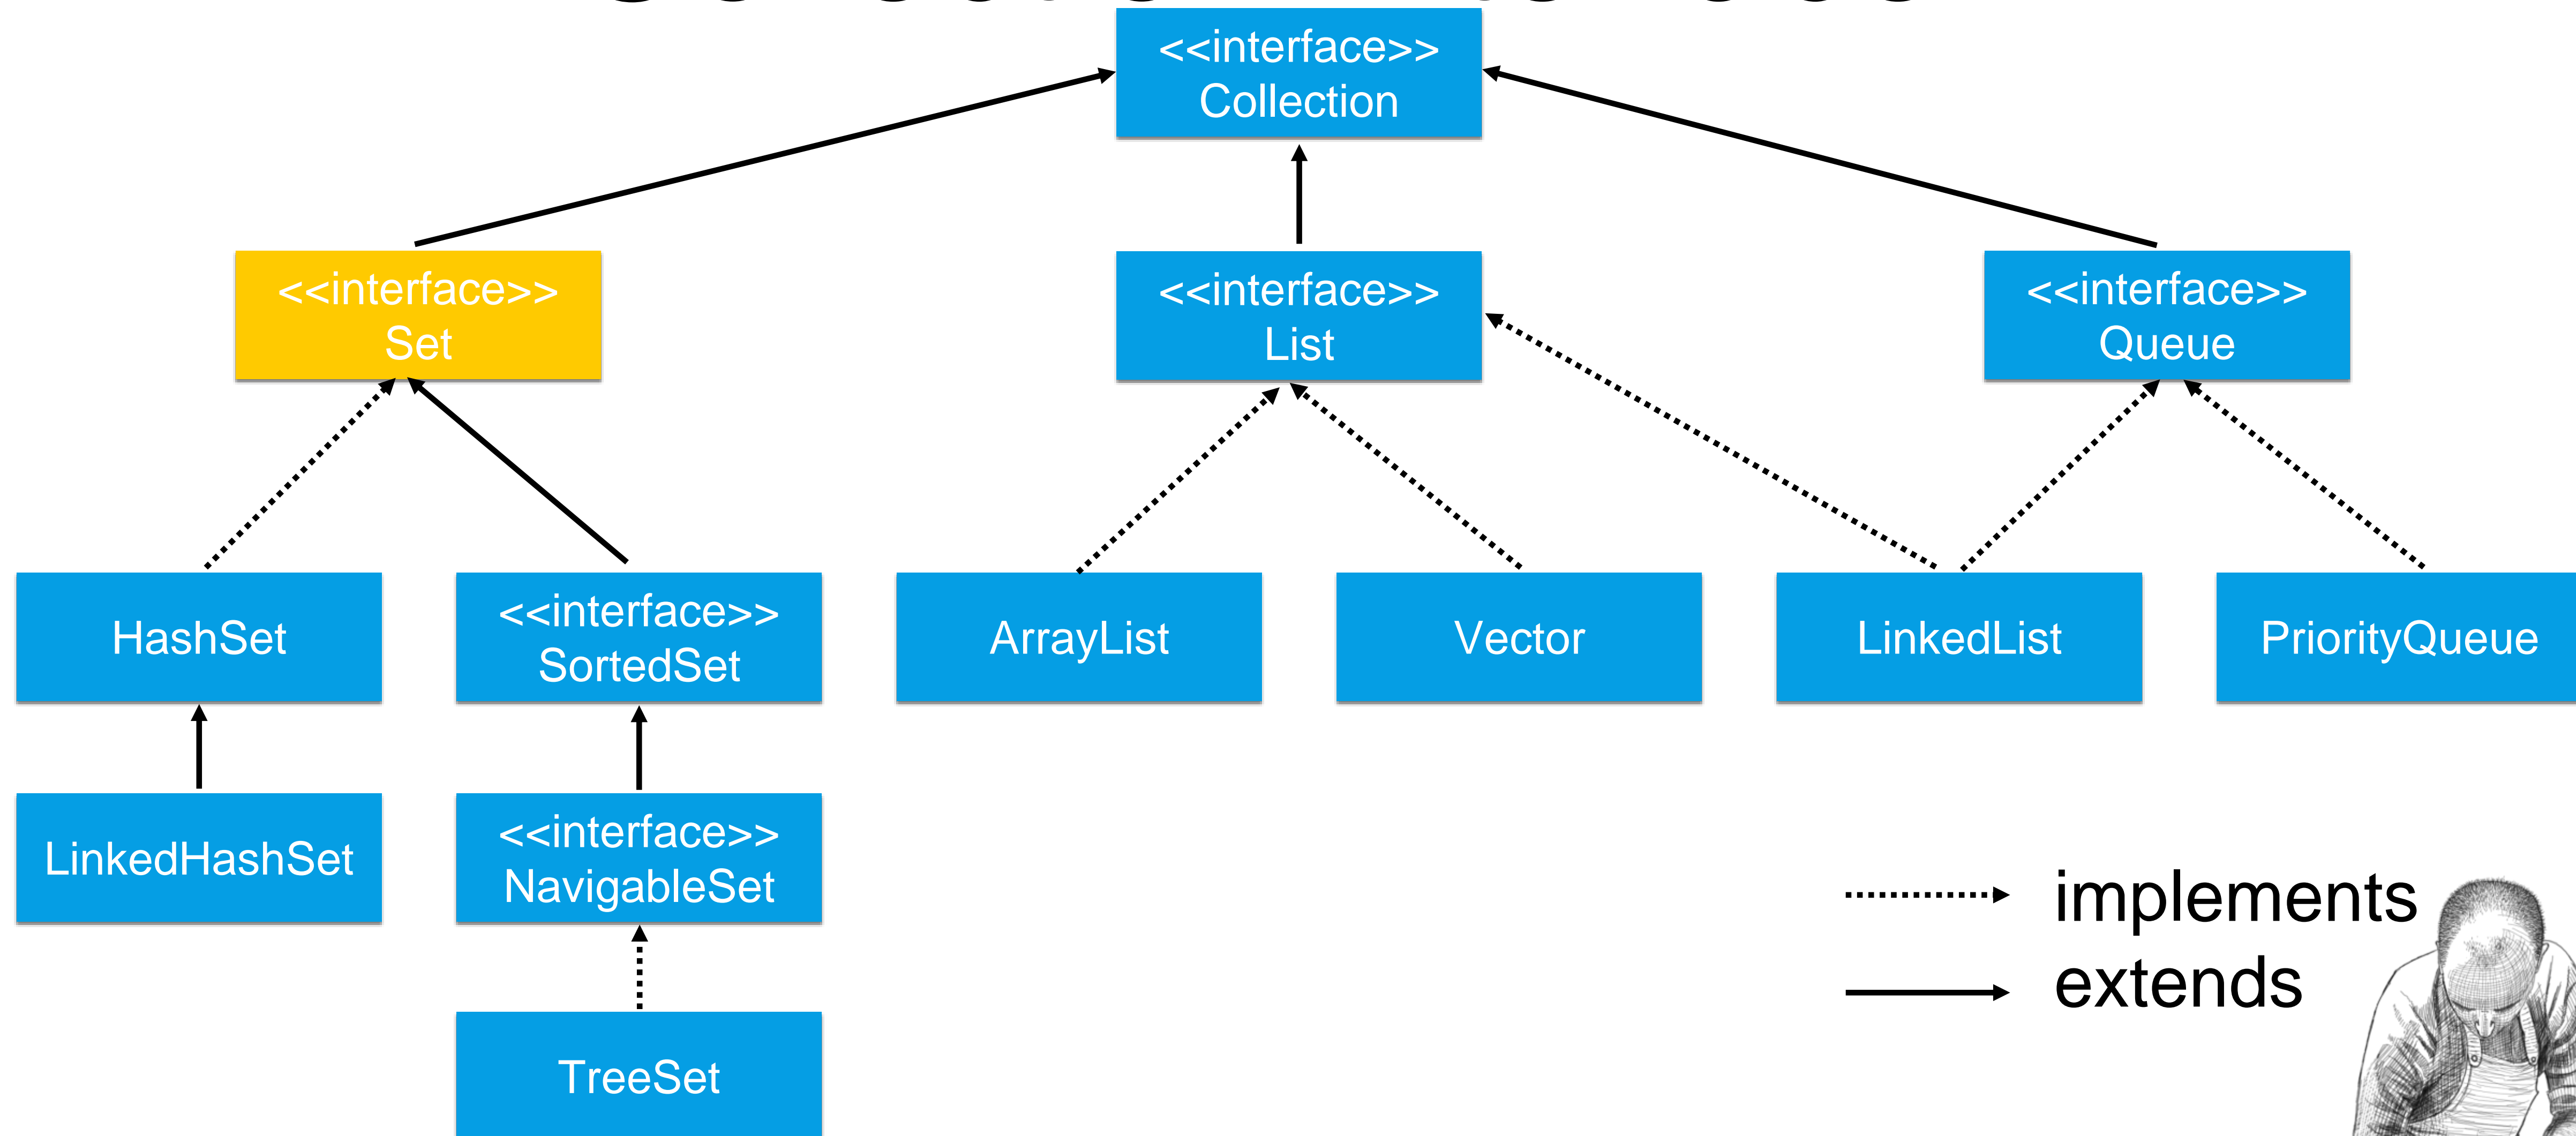 <<interface>>
Collection
<<interface>>
Set
<<interface>>
List
<<interface>>
Queue
HashSet
<<interface>>
SortedSet
ArrayList
Vector
LinkedList
PriorityQueue
LinkedHashSet
<<interface>>
NavigableSet
TreeSet
implements
extends